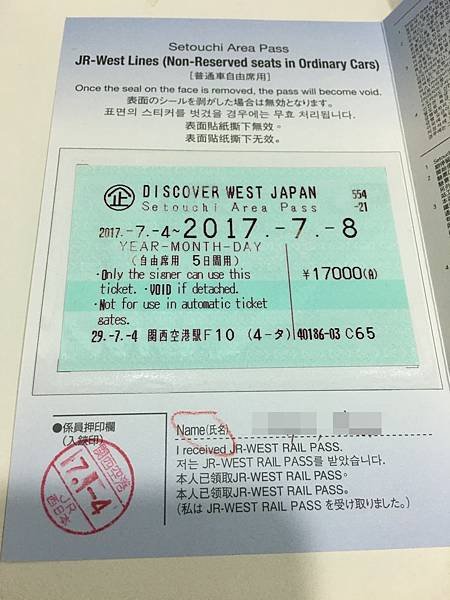 Setouchi Area Pass
JR-West Lines (Non-Reserved seats in Ordinary Cars)
[普通車自由席用]
Once the seal on the face is removed, the pass will become void.
表面のシールを剥がした場合は無効となります。
표면의 스티커를 벗겼을 경우에는 무효 처리됩니다.
表面貼紙撕下無效。
表面贴纸撕下无效。
企 DISCOVER WEST JAPAN 554
Setouchi Area Pass -21
2017.-7.-4~2017.-7.-8
YEAR-MONTH-DAY
(自由席用 5日間用)
・Only the signer can use this ¥17000(A)
ticket. ・VOID if detached.
・Not for use in automatic ticket
gates.
29.-7.-4 関西空港駅F10 (4-タ) 40186-03 C65
●係員押印欄
(入鋏印)
関西空港
17.7.-4
JR西日本
Name(氏名)
I received JR-WEST RAIL PASS.
저는 JR-WEST RAIL PASS를 받았습니다.
本人已領取JR-WEST RAIL PASS。
本人已领取JR-WEST RAIL PASS。
(私は JR-WEST RAIL PASS を受け取りました。)